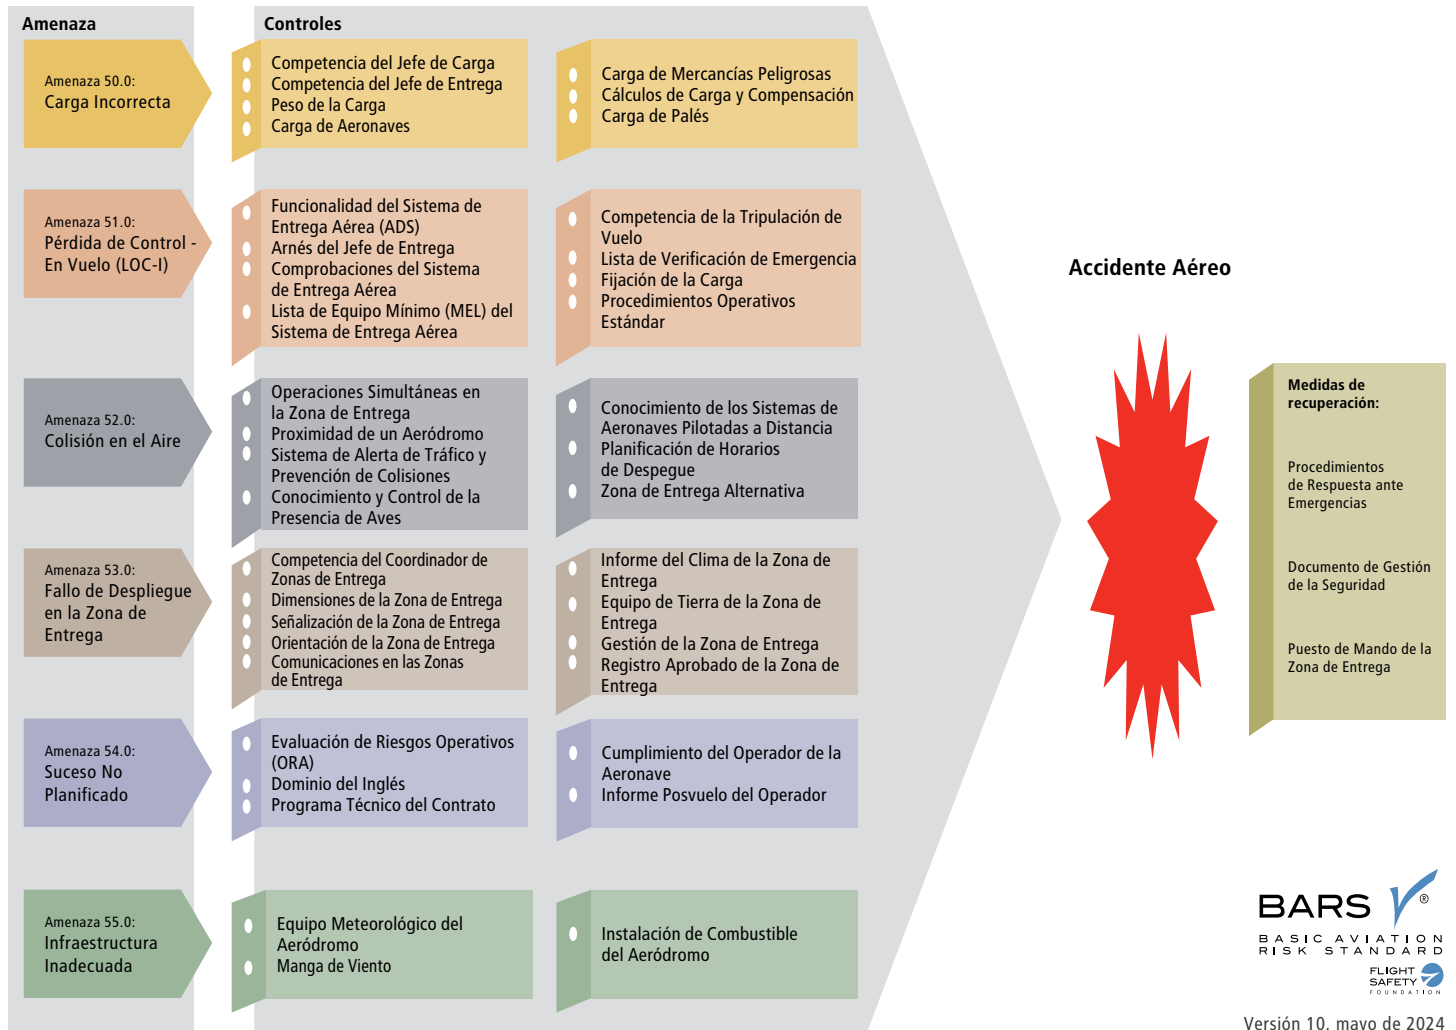 Amenaza
Controles
Amenaza 50.0:
Carga Incorrecta
Competencia del Jefe de Carga
Competencia del Jefe de Entrega
Peso de la Carga
Carga de Aeronaves
Carga de Mercancías Peligrosas
Cálculos de Carga y Compensación
Carga de Palés
Amenaza 51.0:
Pérdida de Control -
En Vuelo (LOC-I)
Funcionalidad del Sistema de
Entrega Aérea (ADS)
Arnés del Jefe de Entrega
Comprobaciones del Sistema
de Entrega Aérea
Lista de Equipo Mínimo (MEL) del
Sistema de Entrega Aérea
Competencia de la Tripulación de
Vuelo
Lista de Verificación de Emergencia
Fijación de la Carga
Procedimientos Operativos
Estándar
Amenaza 52.0:
Colisión en el Aire
Operaciones Simultáneas en
la Zona de Entrega
Proximidad de un Aeródromo
Sistema de Alerta de Tráfico y
Prevención de Colisiones
Conocimiento y Control de la
Presencia de Aves
Conocimiento de los Sistemas de
Aeronaves Pilotadas a Distancia
Planificación de Horarios
de Despegue
Zona de Entrega Alternativa
Amenaza 53.0:
Fallo de Despliegue
en la Zona de
Entrega
Competencia del Coordinador de
Zonas de Entrega
Dimensiones de la Zona de Entrega
Señalización de la Zona de Entrega
Orientación de la Zona de Entrega
Comunicaciones en las Zonas
de Entrega
Informe del Clima de la Zona de
Entrega
Equipo de Tierra de la Zona de
Entrega
Gestión de la Zona de Entrega
Registro Aprobado de la Zona de
Entrega
Amenaza 54.0:
Suceso No
Planificado
Evaluación de Riesgos Operativos
(ORA)
Dominio del Inglés
Programa Técnico del Contrato
Cumplimiento del Operador de la
Aeronave
Informe Posvuelo del Operador
Amenaza 55.0:
Infraestructura
Inadecuada
Equipo Meteorológico del
Aeródromo
Manga de Viento
Instalación de Combustible
del Aeródromo
Accidente Aéreo
Medidas de
recuperación:
Procedimientos
de Respuesta ante
Emergencias
Documento de Gestión
de la Seguridad
Puesto de Mando de la
Zona de Entrega
BARS ®
BASIC AVIATION
RISK STANDARD
FLIGHT
SAFETY
FOUNDATION
Versión 10, mayo de 2024